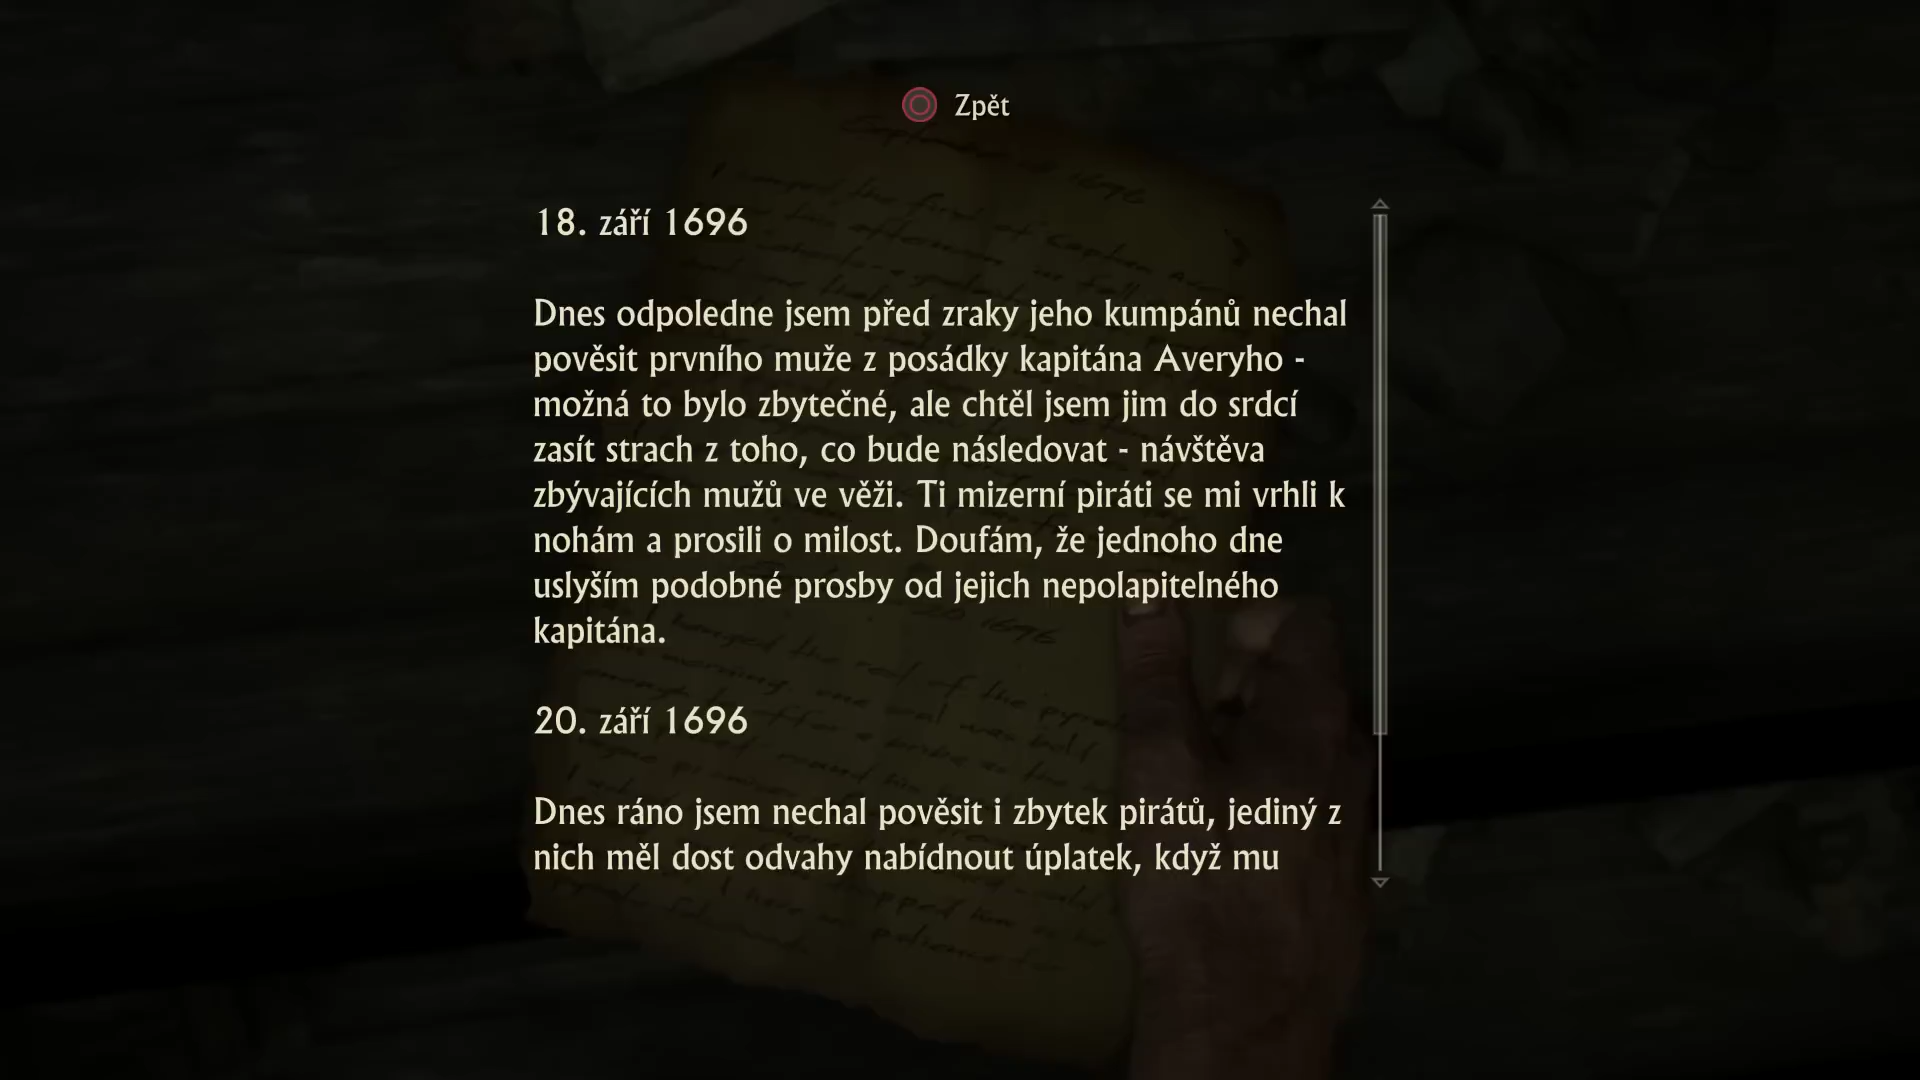 Zpět
18. září 1696
Dnes odpoledne jsem před zraky jeho kumpánů nechal
pověsit prvního muže z posádky kapitána Averyho -
možná to bylo zbytečné, ale chtěl jsem jim do srdcí
zasít strach z toho, co bude následovat - návštěva
zbývajících mužů ve věži. Ti mizerní piráti se mi vrhli k
nohám a prosili o milost. Doufám, že jednoho dne
uslyším podobné prosby od jejich nepolapitelného
kapitána.
20. září 1696
Dnes ráno jsem nechal pověsit i zbytek pirátů, jediný z
nich měl dost odvahy nabídnout úplatek, když mu